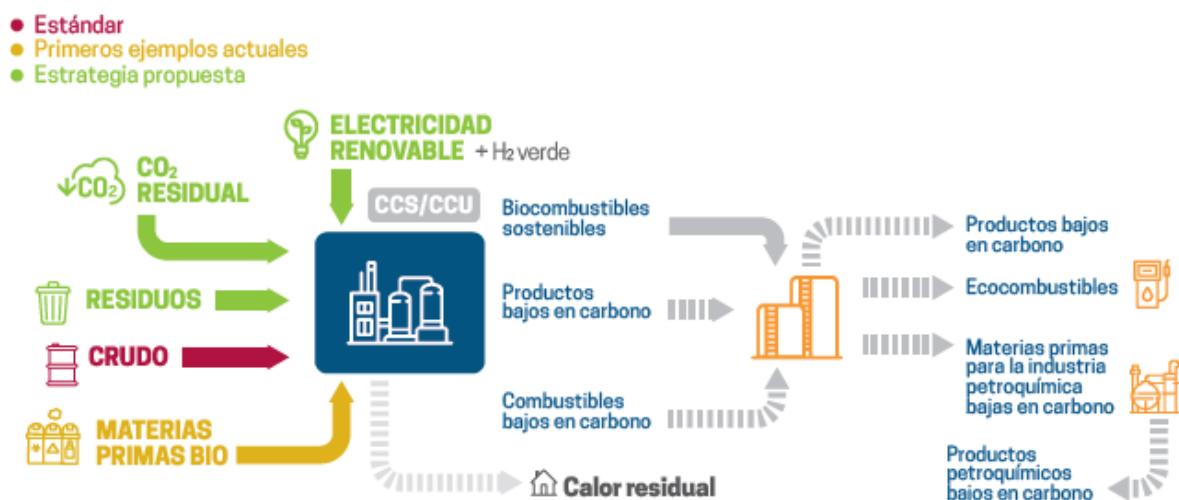 Estándar
Primeros ejemplos actuales
Estrategia propuesta
ELECTRICIDAD
RENOVABLE + H₂ verde
CO₂
CO₂
RESIDUAL
CCS/CCU
RESIDUOS
CRUDO
MATERIAS
PRIMAS BIO
Biocombustibles
sostenibles
Productos
bajos en carbono
Combustibles
bajos en carbono
Calor residual
Productos bajos
en carbono
Ecocombustibles
Materias primas
para la industria
petroquímica
bajas en carbono
Productos
petroquímicos
bajos en carbono